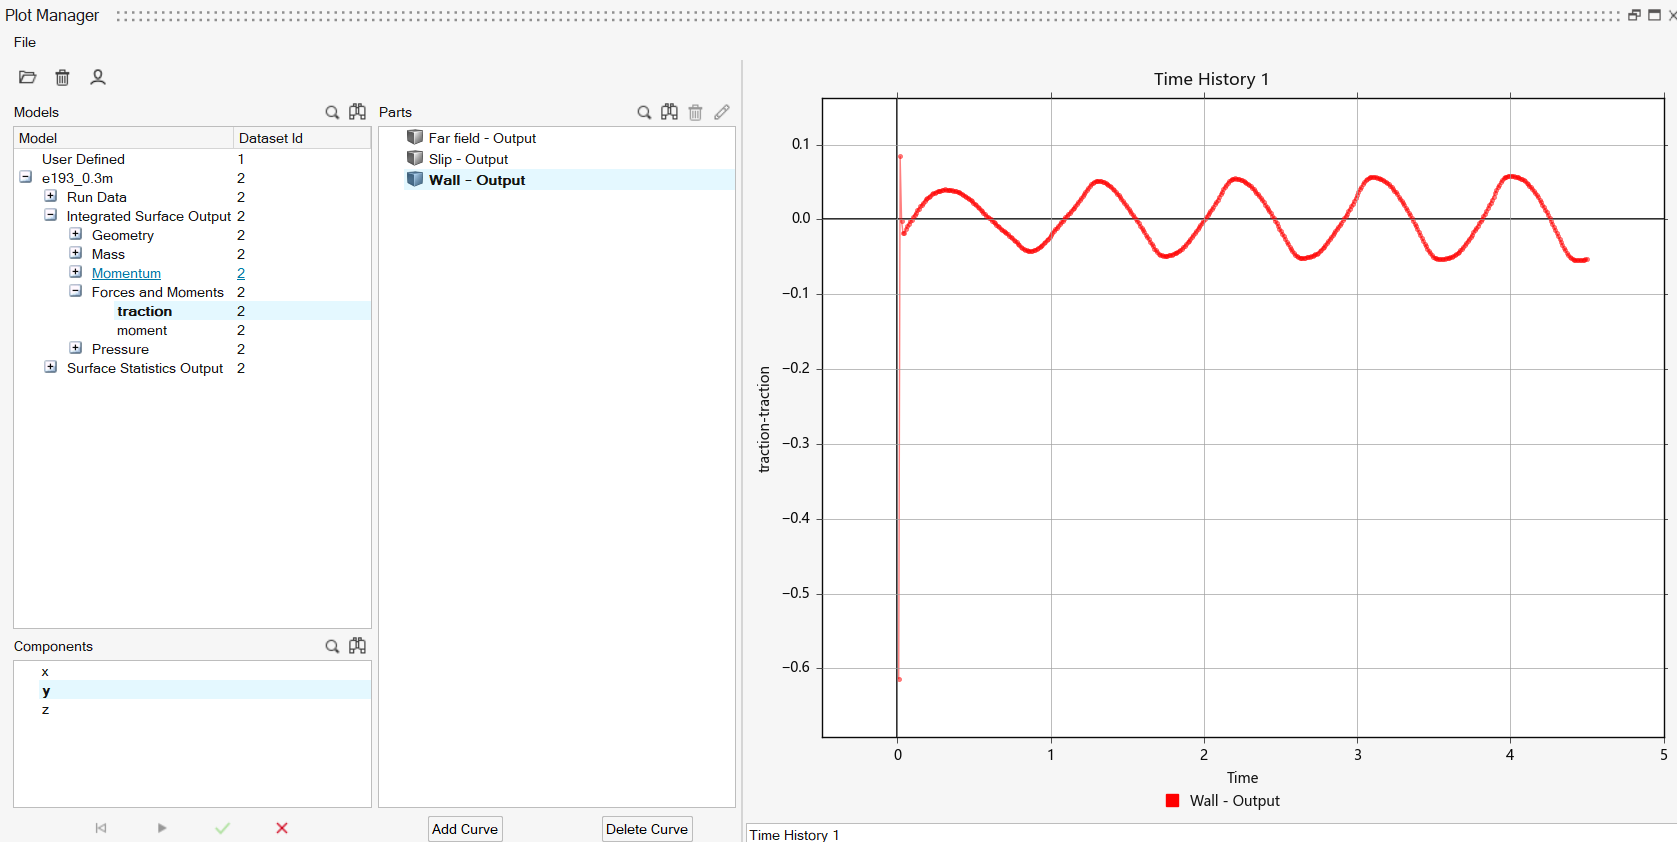 Plot Manager
File
Models
Model Dataset Id
User Defined 1
e193_0.3m 2
Run Data 2
Integrated Surface Output 2
Geometry 2
Mass 2
Momentum 2
Forces and Moments 2
traction 2
moment 2
Pressure 2
Surface Statistics Output 2
Components
x
y
z
Parts
Far field - Output
Slip - Output
Wall - Output
Add Curve Delete Curve
Time History 1
traction-traction
0.1
0.0
−0.1
−0.2
−0.3
−0.4
−0.5
−0.6
0 1 2 3 4 5
Time
Wall - Output
Time History 1